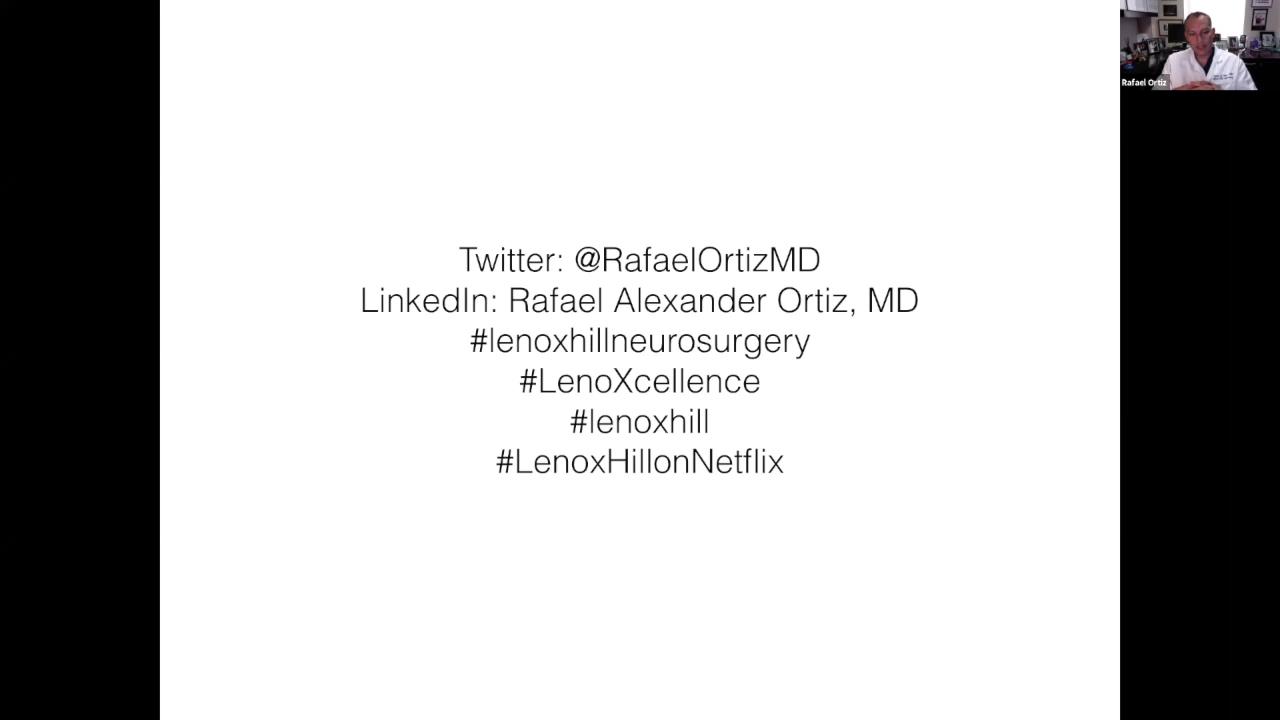 Twitter: @RafaelOrtizMD
LinkedIn: Rafael Alexander Ortiz, MD
#lenoxhillneurosurgery
#LenoXcellence
#lenoxhill
#LenoxHillonNetflix
Rafael Ortiz